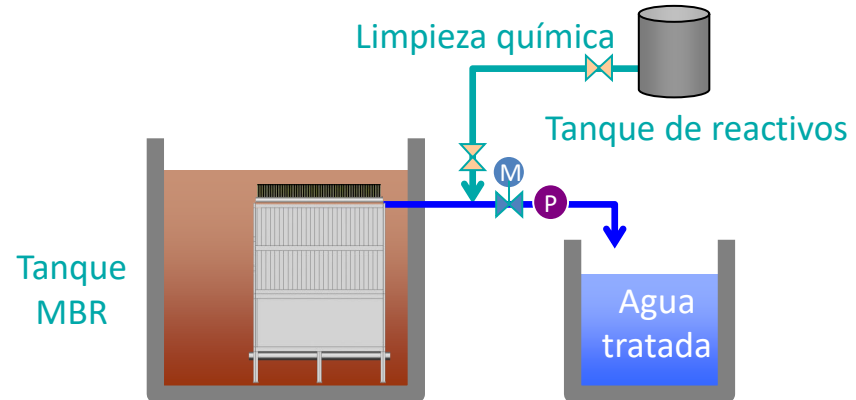 Limpieza química
Tanque de reactivos
M
P
Tanque
MBR
Agua
tratada